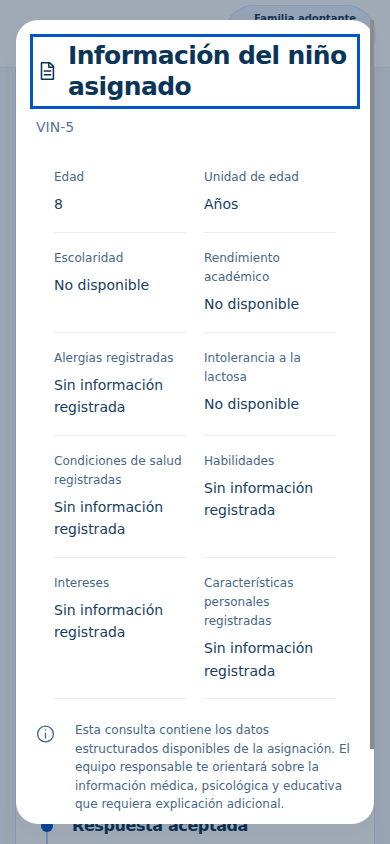 Familia adoptante
Información del niño
asignado
VIN-5
Edad
8
Unidad de edad
Años
Escolaridad
No disponible
Rendimiento
académico
No disponible
Alergias registradas
Sin información
registrada
Intolerancia a la
lactosa
No disponible
Condiciones de salud
registradas
Sin información
registrada
Habilidades
Sin información
registrada
Intereses
Sin información
registrada
Características
personales
registradas
Sin información
registrada
Esta consulta contiene los datos
estructurados disponibles de la asignación. El
equipo responsable te orientará sobre la
información médica, psicológica y educativa
que requiera explicación adicional.
Respuesta aceptada